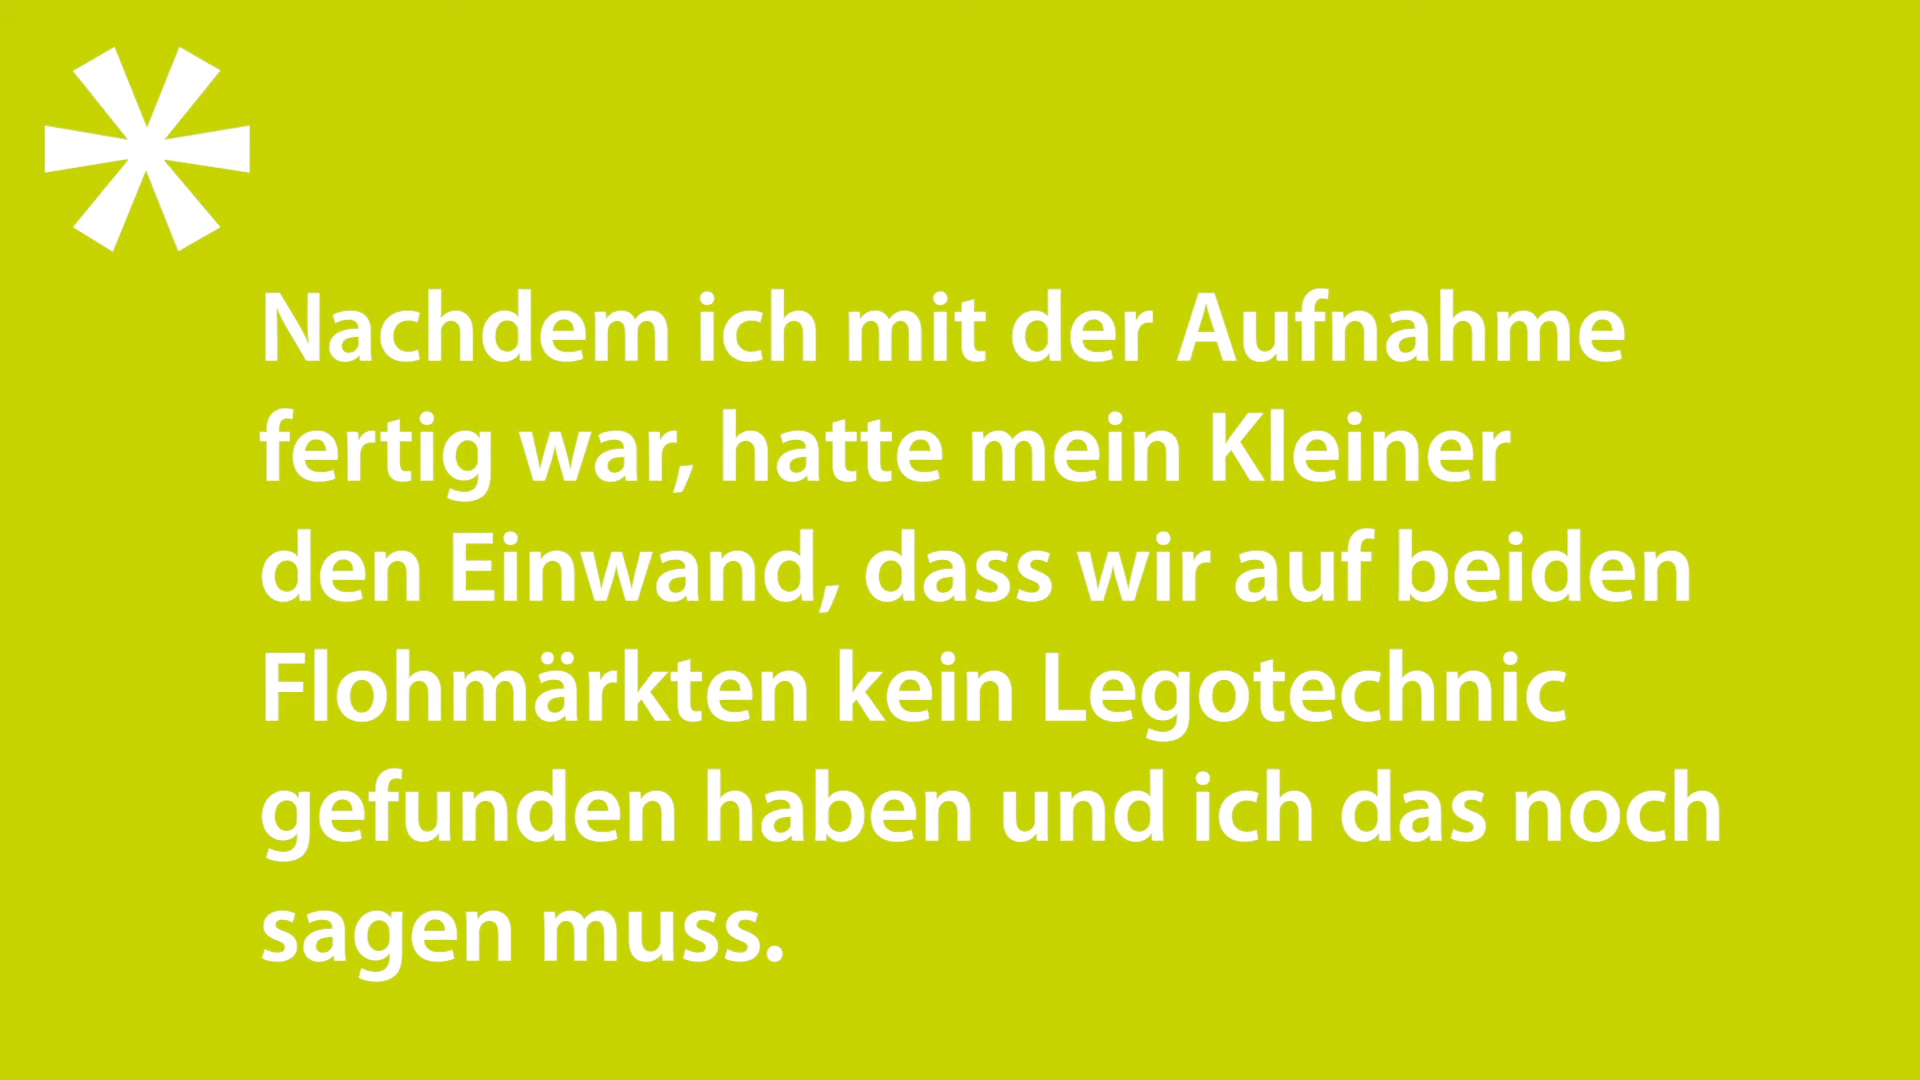 Nachdem ich mit der Aufnahme
fertig war, hatte mein Kleiner
den Einwand, dass wir auf beiden
Flohmärkten kein Legotechnic
gefunden haben und ich das noch
sagen muss.